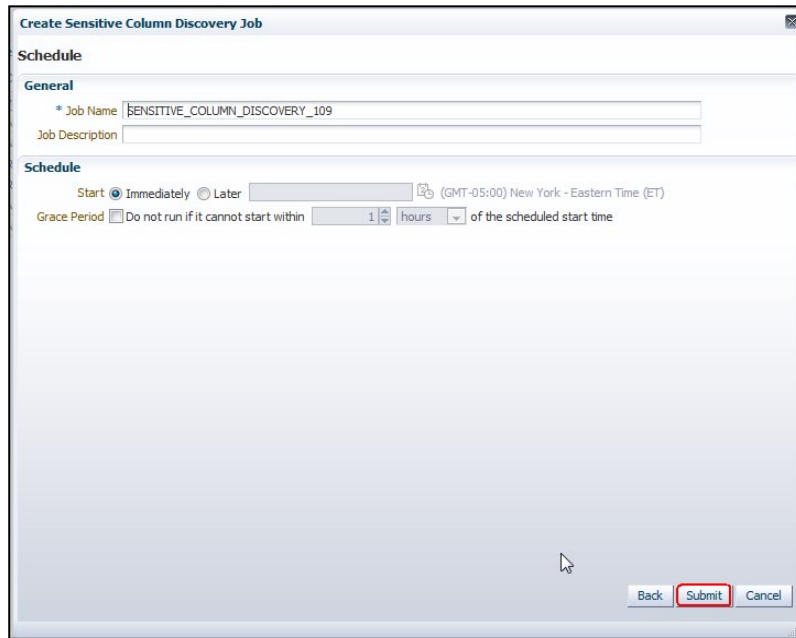 Create Sensitive Column Discovery Job
Schedule
General
* Job Name SENSITIVE_COLUMN_DISCOVERY_109
Job Description
Schedule
Start Immediately Later (GMT-05:00) New York - Eastern Time (ET)
Grace Period Do not run if it cannot start within 1 hours of the scheduled start time
Back Submit Cancel